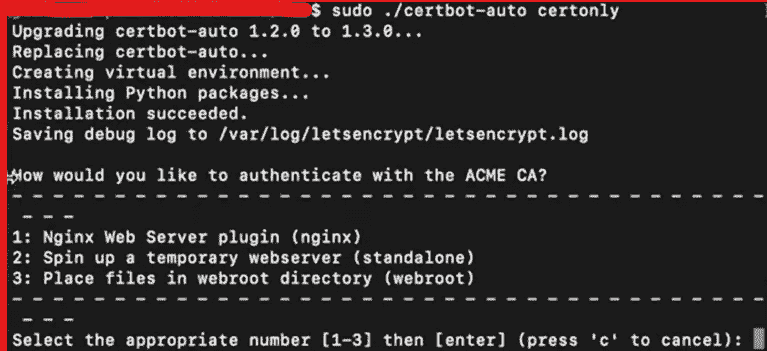 $ sudo ./certbot-auto certonly
Upgrading certbot-auto 1.2.0 to 1.3.0...
Replacing certbot-auto...
Creating virtual environment...
Installing Python packages...
Installation succeeded.
Saving debug log to /var/log/letsencrypt/letsencrypt.log
How would you like to authenticate with the ACME CA?
- - - - - - - - - - - - - - - - - - - - - - - - - - - - - - - - - - - - -
- - -
1: Nginx Web Server plugin (nginx)
2: Spin up a temporary webserver (standalone)
3: Place files in webroot directory (webroot)
- - - - - - - - - - - - - - - - - - - - - - - - - - - - - - - - - - - - -
- - -
Select the appropriate number [1-3] then [enter] (press 'c' to cancel):